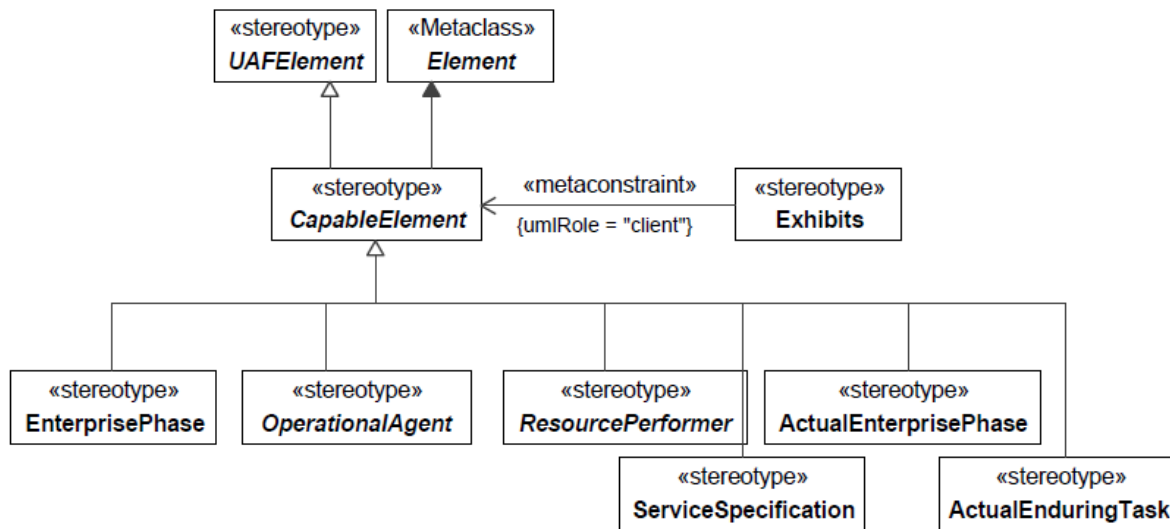 «stereotype»
UAFElement
«Metaclass»
Element
«stereotype»
CapableElement
«metaconstraint»
{umlRole = "client"}
«stereotype»
Exhibits
«stereotype»
EnterprisePhase
«stereotype»
OperationalAgent
«stereotype»
ResourcePerformer
«stereotype»
ActualEnterprisePhase
«stereotype»
ServiceSpecification
«stereotype»
ActualEnduringTask